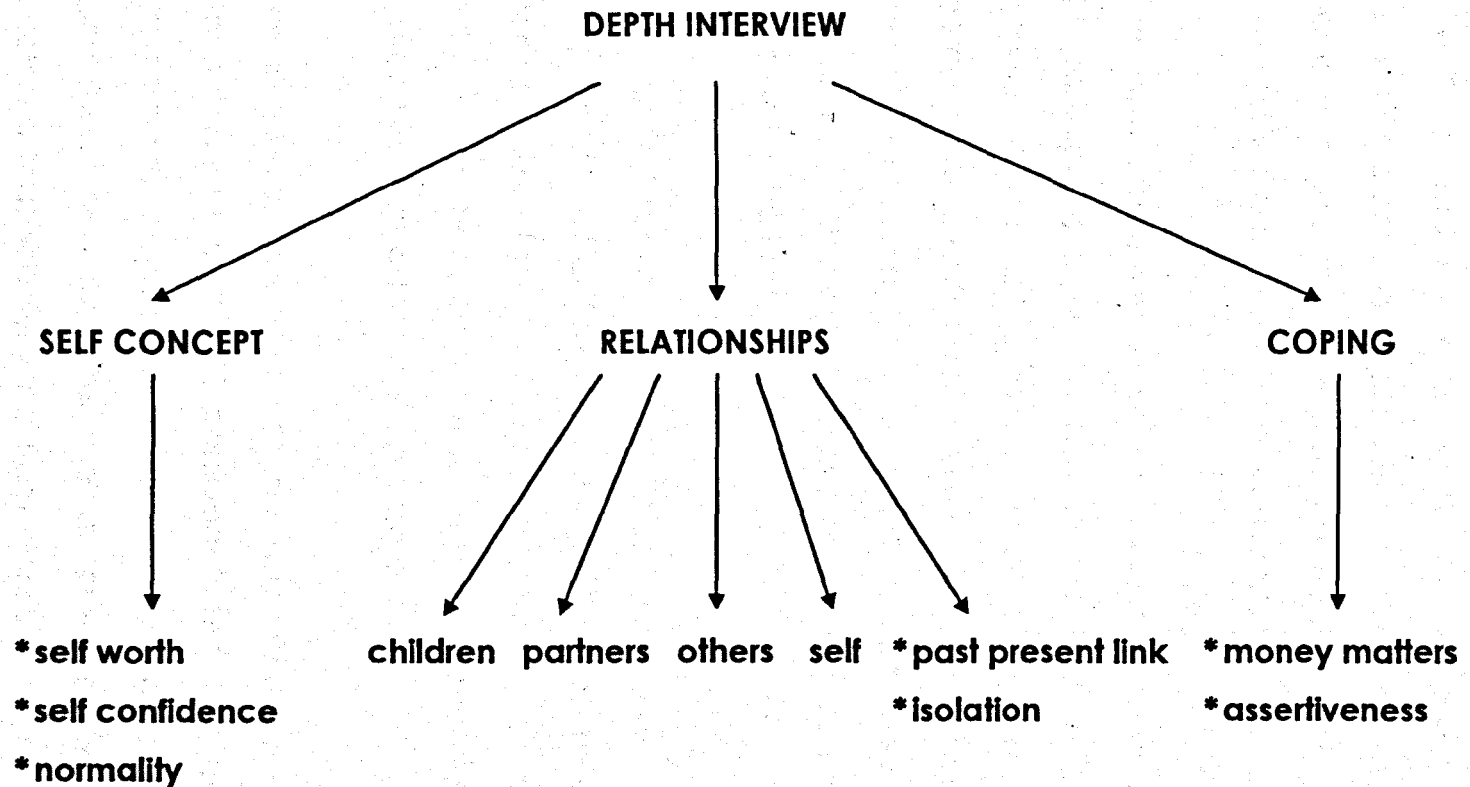 DEPTH INTERVIEW
SELF CONCEPT RELATIONSHIPS COPING
*self worth children partners others self *past present link *money matters
*self confidence *isolation *assertiveness
*normality